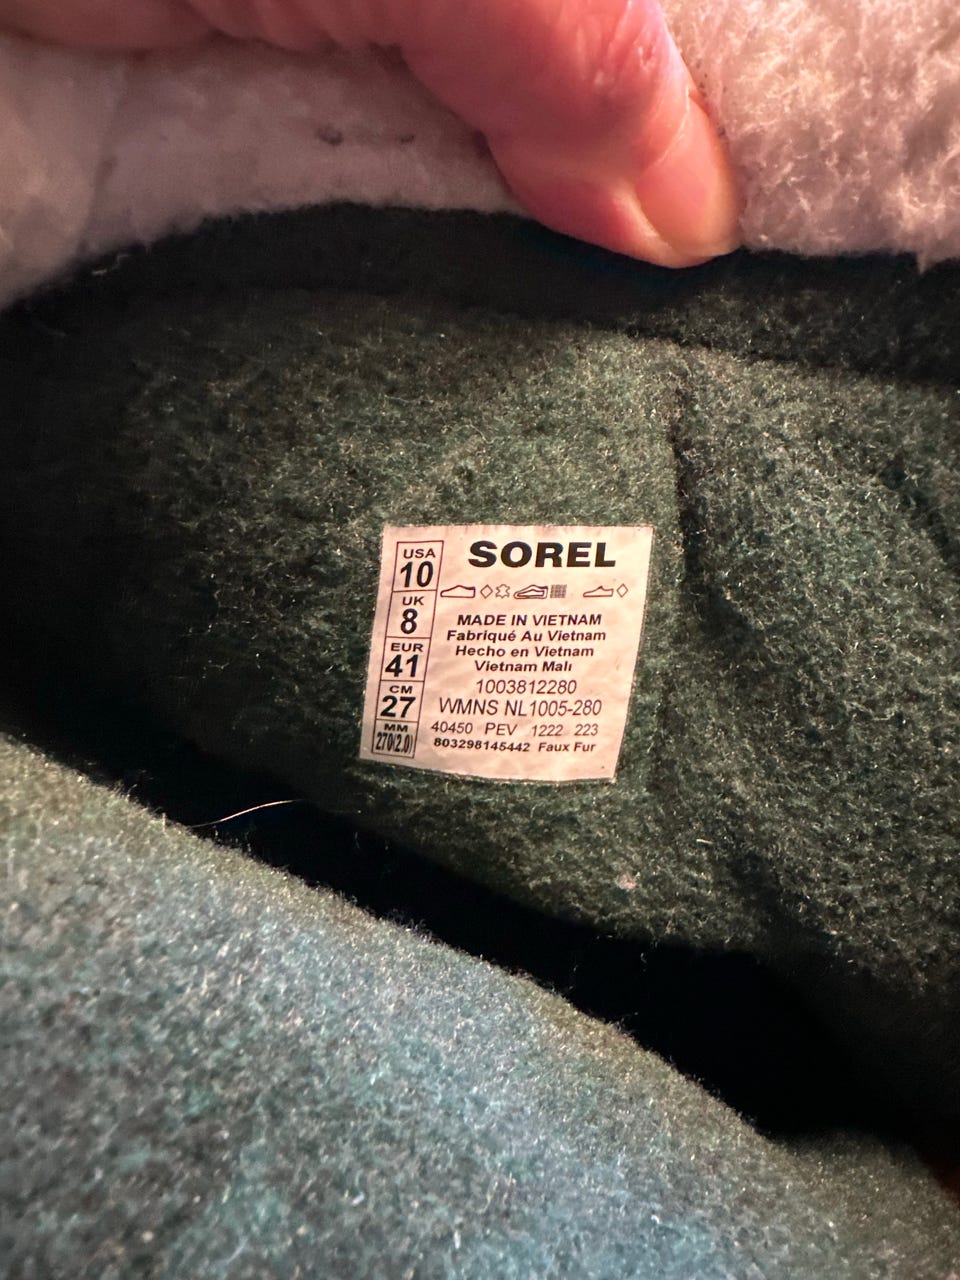 USA
10
UK
8
EUR
41
CM
27
MM
270(2.0)
SOREL
MADE IN VIETNAM
Fabriqué Au Vietnam
Hecho en Vietnam
Vietnam Malı
1003812280
WMNS NL1005-280
40450 PEV 1222 223
803298145442 Faux Fur